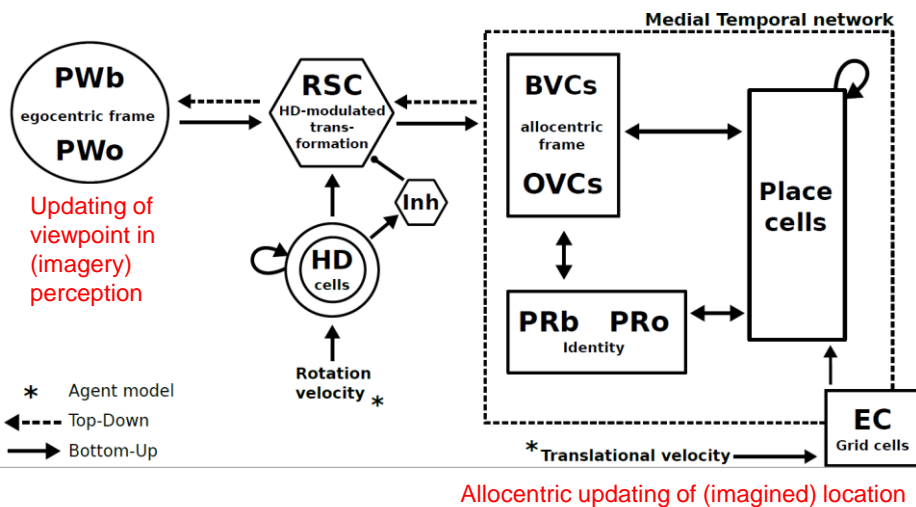 Medial Temporal network
PWb
egocentric frame
PWo
RSC
HD-modulated
trans-
formation
BVCs
allocentric
frame
OVCs
Place
cells
Inh
Updating of
viewpoint in
(imagery)
perception
HD
cells
PRb PRo
Identity
Rotation
velocity *
* Agent model
Top-Down
Bottom-Up
EC
Grid cells
* Translational velocity
Allocentric updating of (imagined) location